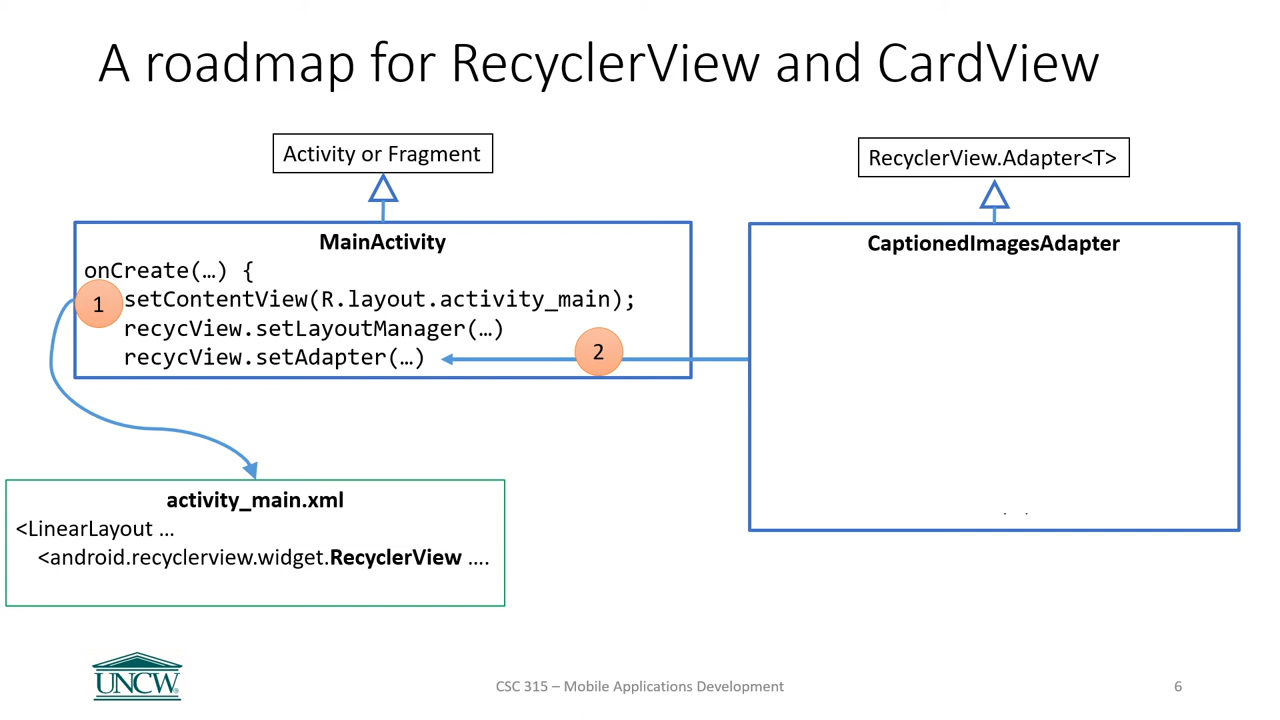 A roadmap for RecyclerView and CardView
Activity or Fragment
RecyclerView.Adapter<T>
MainActivity
onCreate(…) {
setContentView(R.layout.activity_main);
recycView.setLayoutManager(…)
recycView.setAdapter(…)
1
2
CaptionedImagesAdapter
activity_main.xml
<LinearLayout …
<android.recyclerview.widget.RecyclerView ….
UNCW
CSC 315 – Mobile Applications Development
6